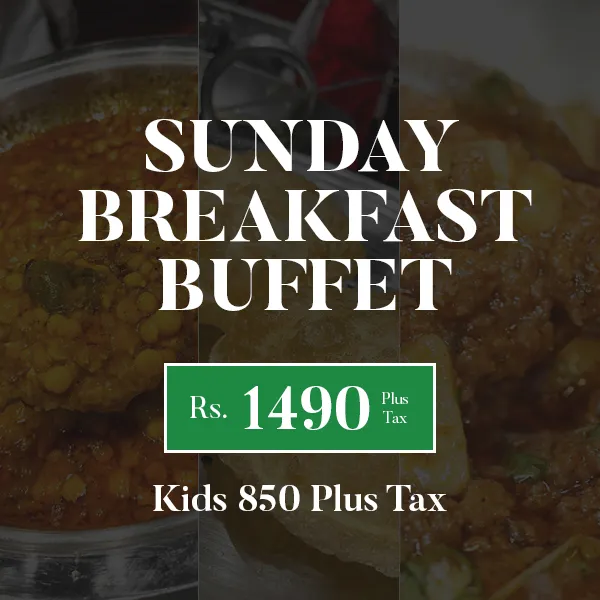 SUNDAY
BREAKFAST
BUFFET
Rs. 1490 Plus Tax
Kids 850 Plus Tax